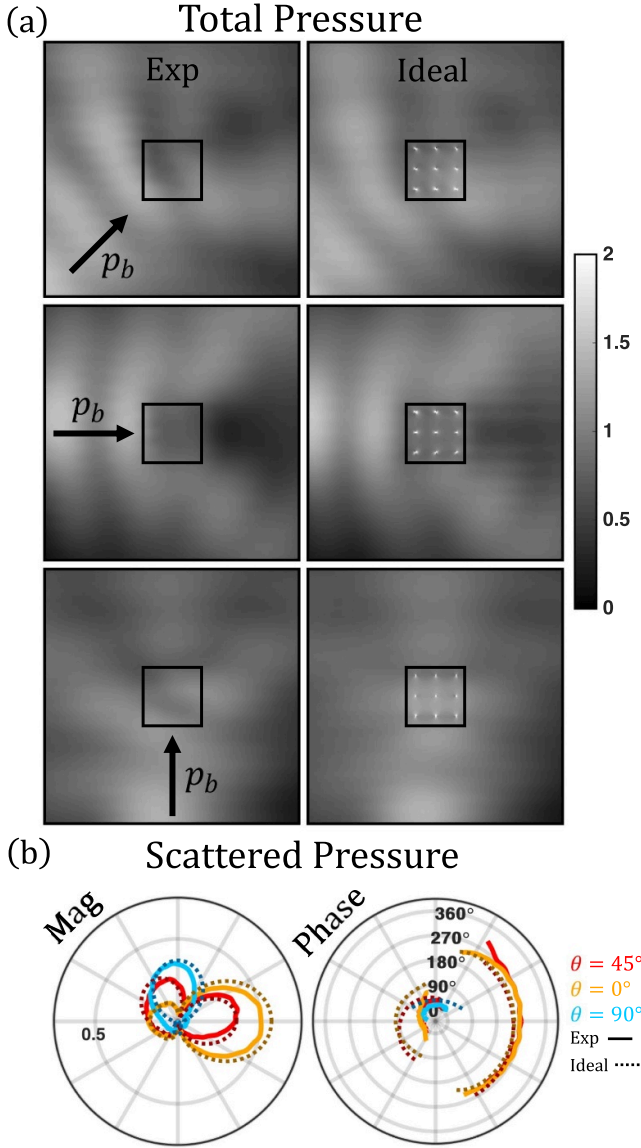 (a) Total Pressure
Exp Ideal
p_b
2
1.5
p_b
1
0.5
0
p_b
(b) Scattered Pressure
Mag Phase
360°
270°
180°
90°
0°
0.5
θ = 45°
θ = 0°
θ = 90°
Exp
Ideal